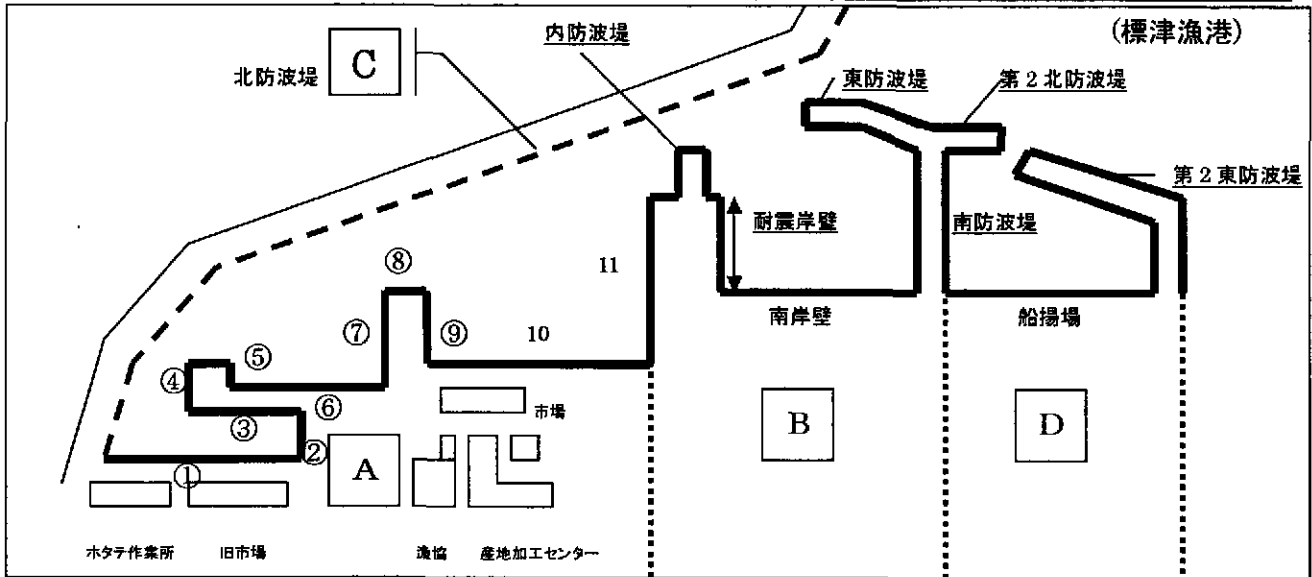 (標津漁港)
内防波堤
北防波堤
C
東防波堤
第2北防波堤
第2東防波堤
耐震岸壁
南防波堤
⑧
11
南岸壁
船揚場
⑦
⑨
10
⑤
④
⑥
③
市場
②
①
A
B
D
ホタテ作業所
旧市場
漁協
産地加工センター